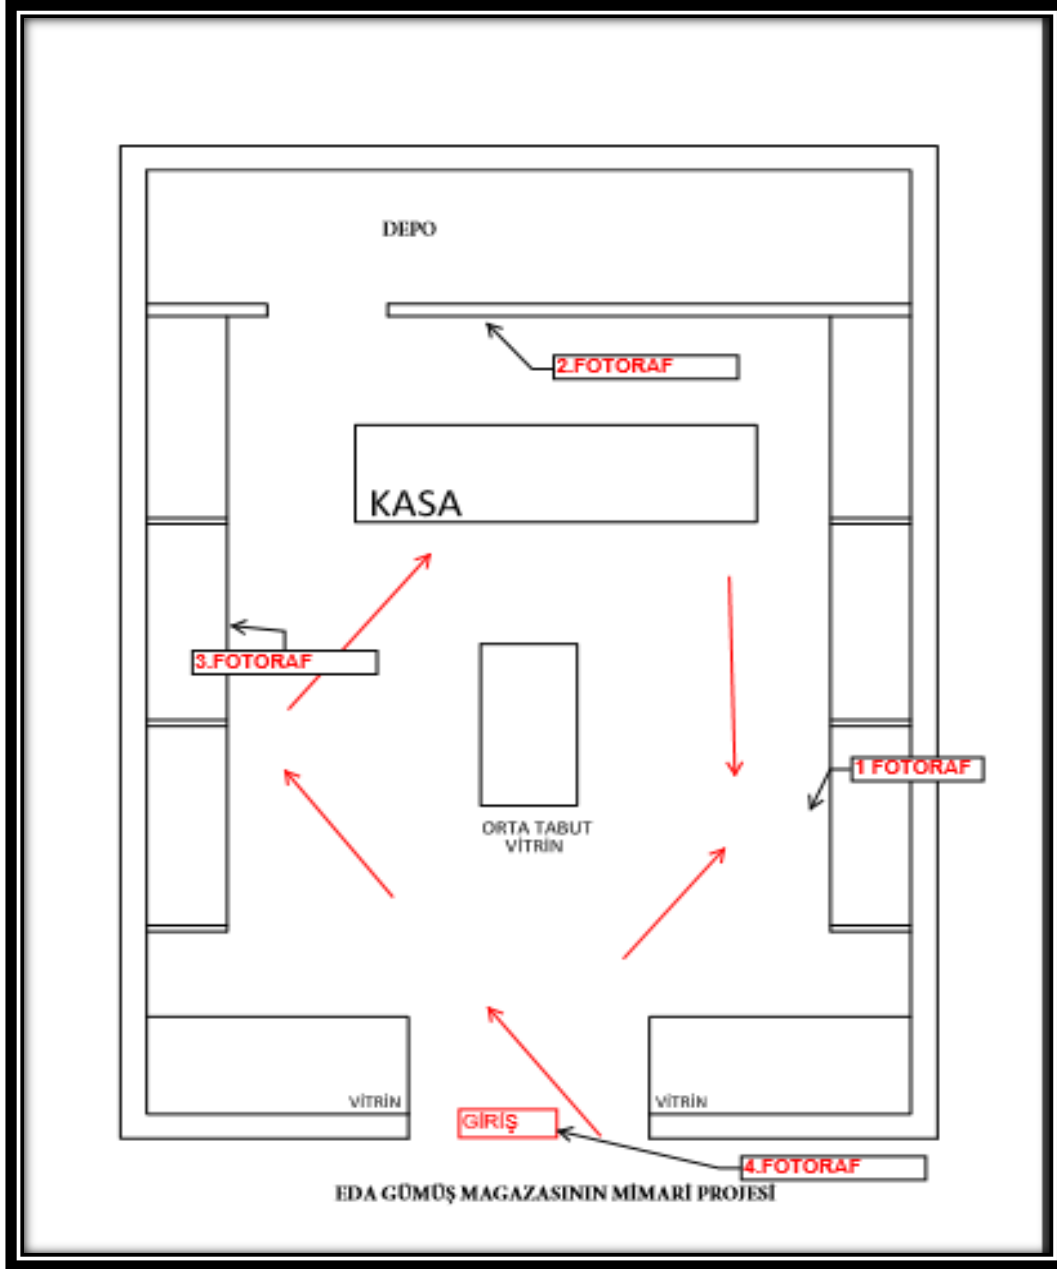 DEPO
2.FOTORAF
KASA
3.FOTORAF
1 FOTORAF
ORTA TABUT
VİTRİN
VİTRİN
VİTRİN
GİRİŞ
4.FOTORAF
EDA GÜMÜŞ MAGAZASININ MİMARİ PROJESİ